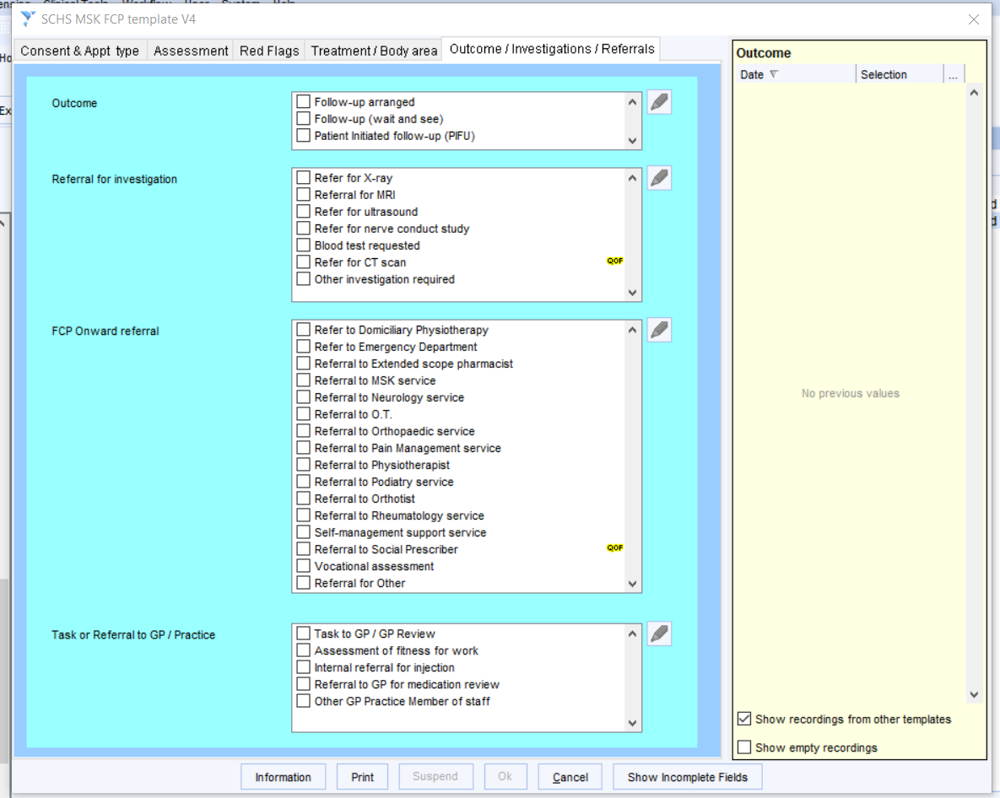 Clinical Tools Workflow User System Help
SCHS MSK FCP template V4
Consent & Appt type
Assessment
Red Flags
Treatment / Body area
Outcome / Investigations / Referrals
Outcome
Follow-up arranged
Follow-up (wait and see)
Patient Initiated follow-up (PIFU)
Referral for investigation
Refer for X-ray
Referral for MRI
Refer for ultrasound
Refer for nerve conduct study
Blood test requested
Refer for CT scan QOF
Other investigation required
FCP Onward referral
Refer to Domiciliary Physiotherapy
Refer to Emergency Department
Referral to Extended scope pharmacist
Referral to MSK service
Referral to Neurology service
Referral to O.T.
Referral to Orthopaedic service
Referral to Pain Management service
Referral to Physiotherapist
Referral to Podiatry service
Referral to Orthotist
Referral to Rheumatology service
Self-management support service
Referral to Social Prescriber QOF
Vocational assessment
Referral for Other
Task or Referral to GP / Practice
Task to GP / GP Review
Assessment of fitness for work
Internal referral for injection
Referral to GP for medication review
Other GP Practice Member of staff
Outcome
Date Selection ...
No previous values
Show recordings from other templates
Show empty recordings
Information Print Suspend Ok Cancel Show Incomplete Fields